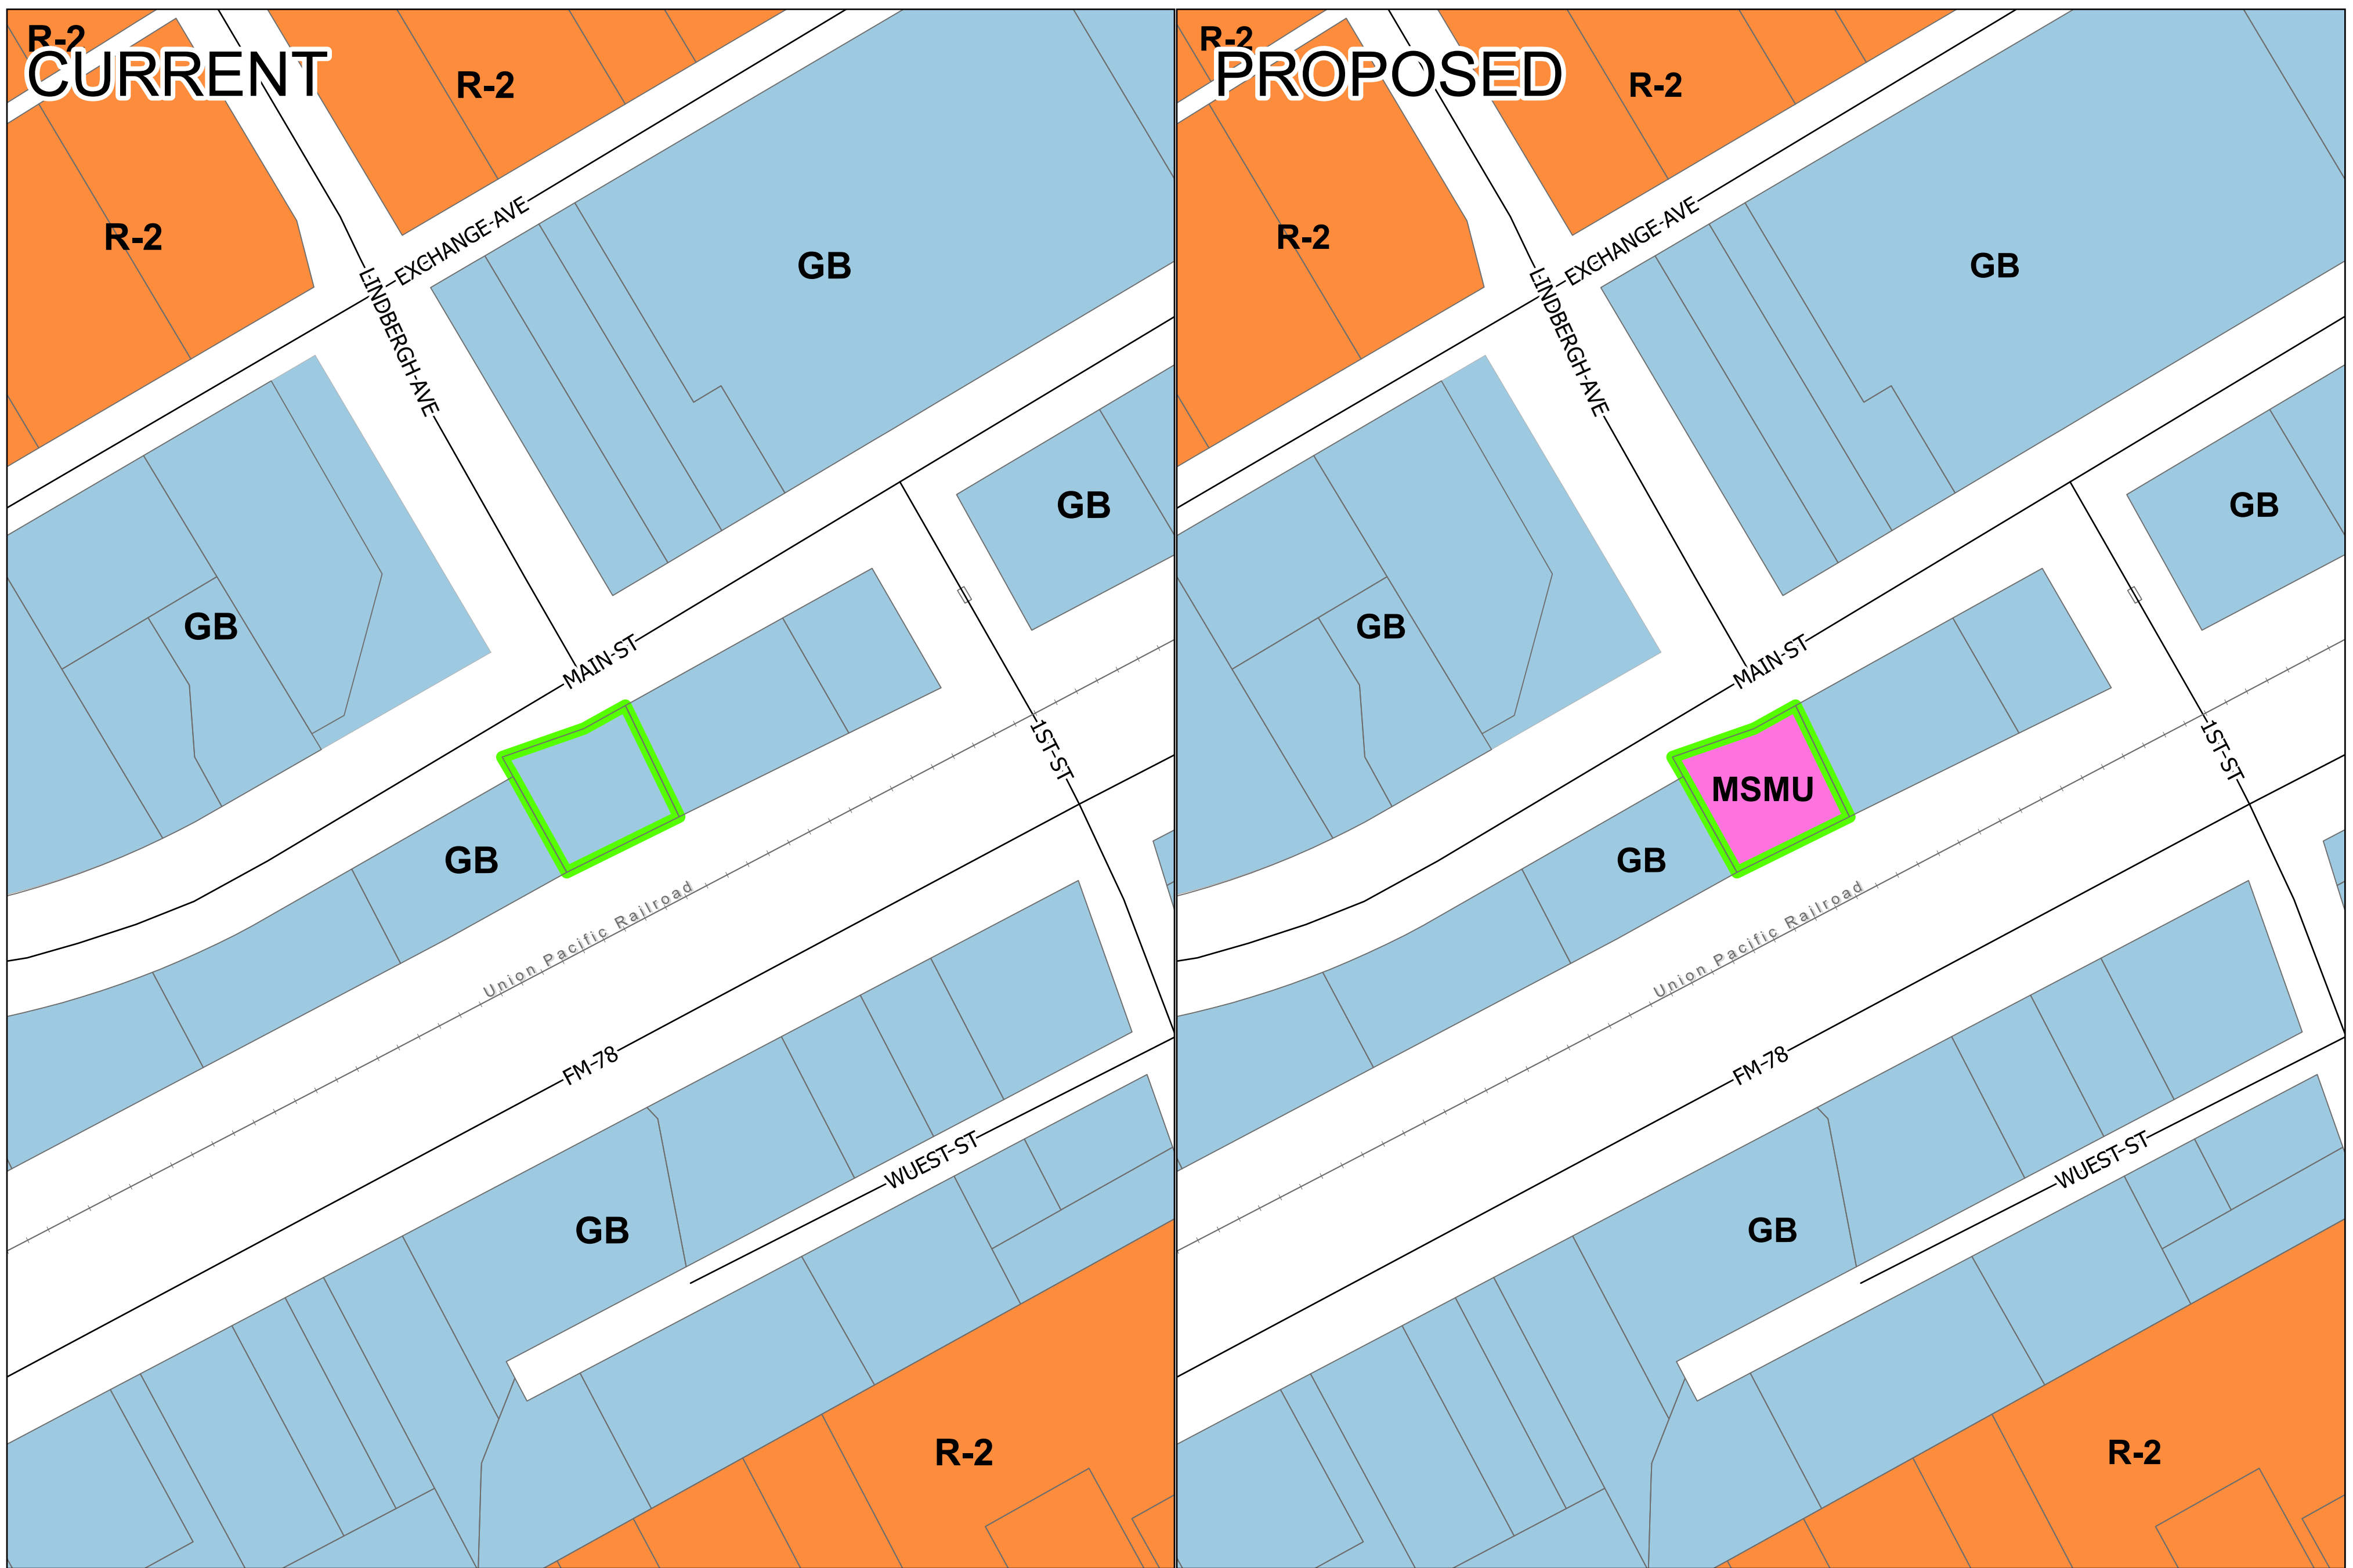 R-2
CURRENT
R-2
R-2
EXCHANGE AVE
LINDBERGH AVE
GB
GB
GB
MAIN ST
1ST ST
GB
Union Pacific Railroad
FM 78
WUEST ST
GB
R-2
R-2
PROPOSED
R-2
R-2
EXCHANGE AVE
LINDBERGH AVE
GB
GB
GB
MAIN ST
1ST ST
MSMU
GB
Union Pacific Railroad
FM 78
WUEST ST
GB
R-2